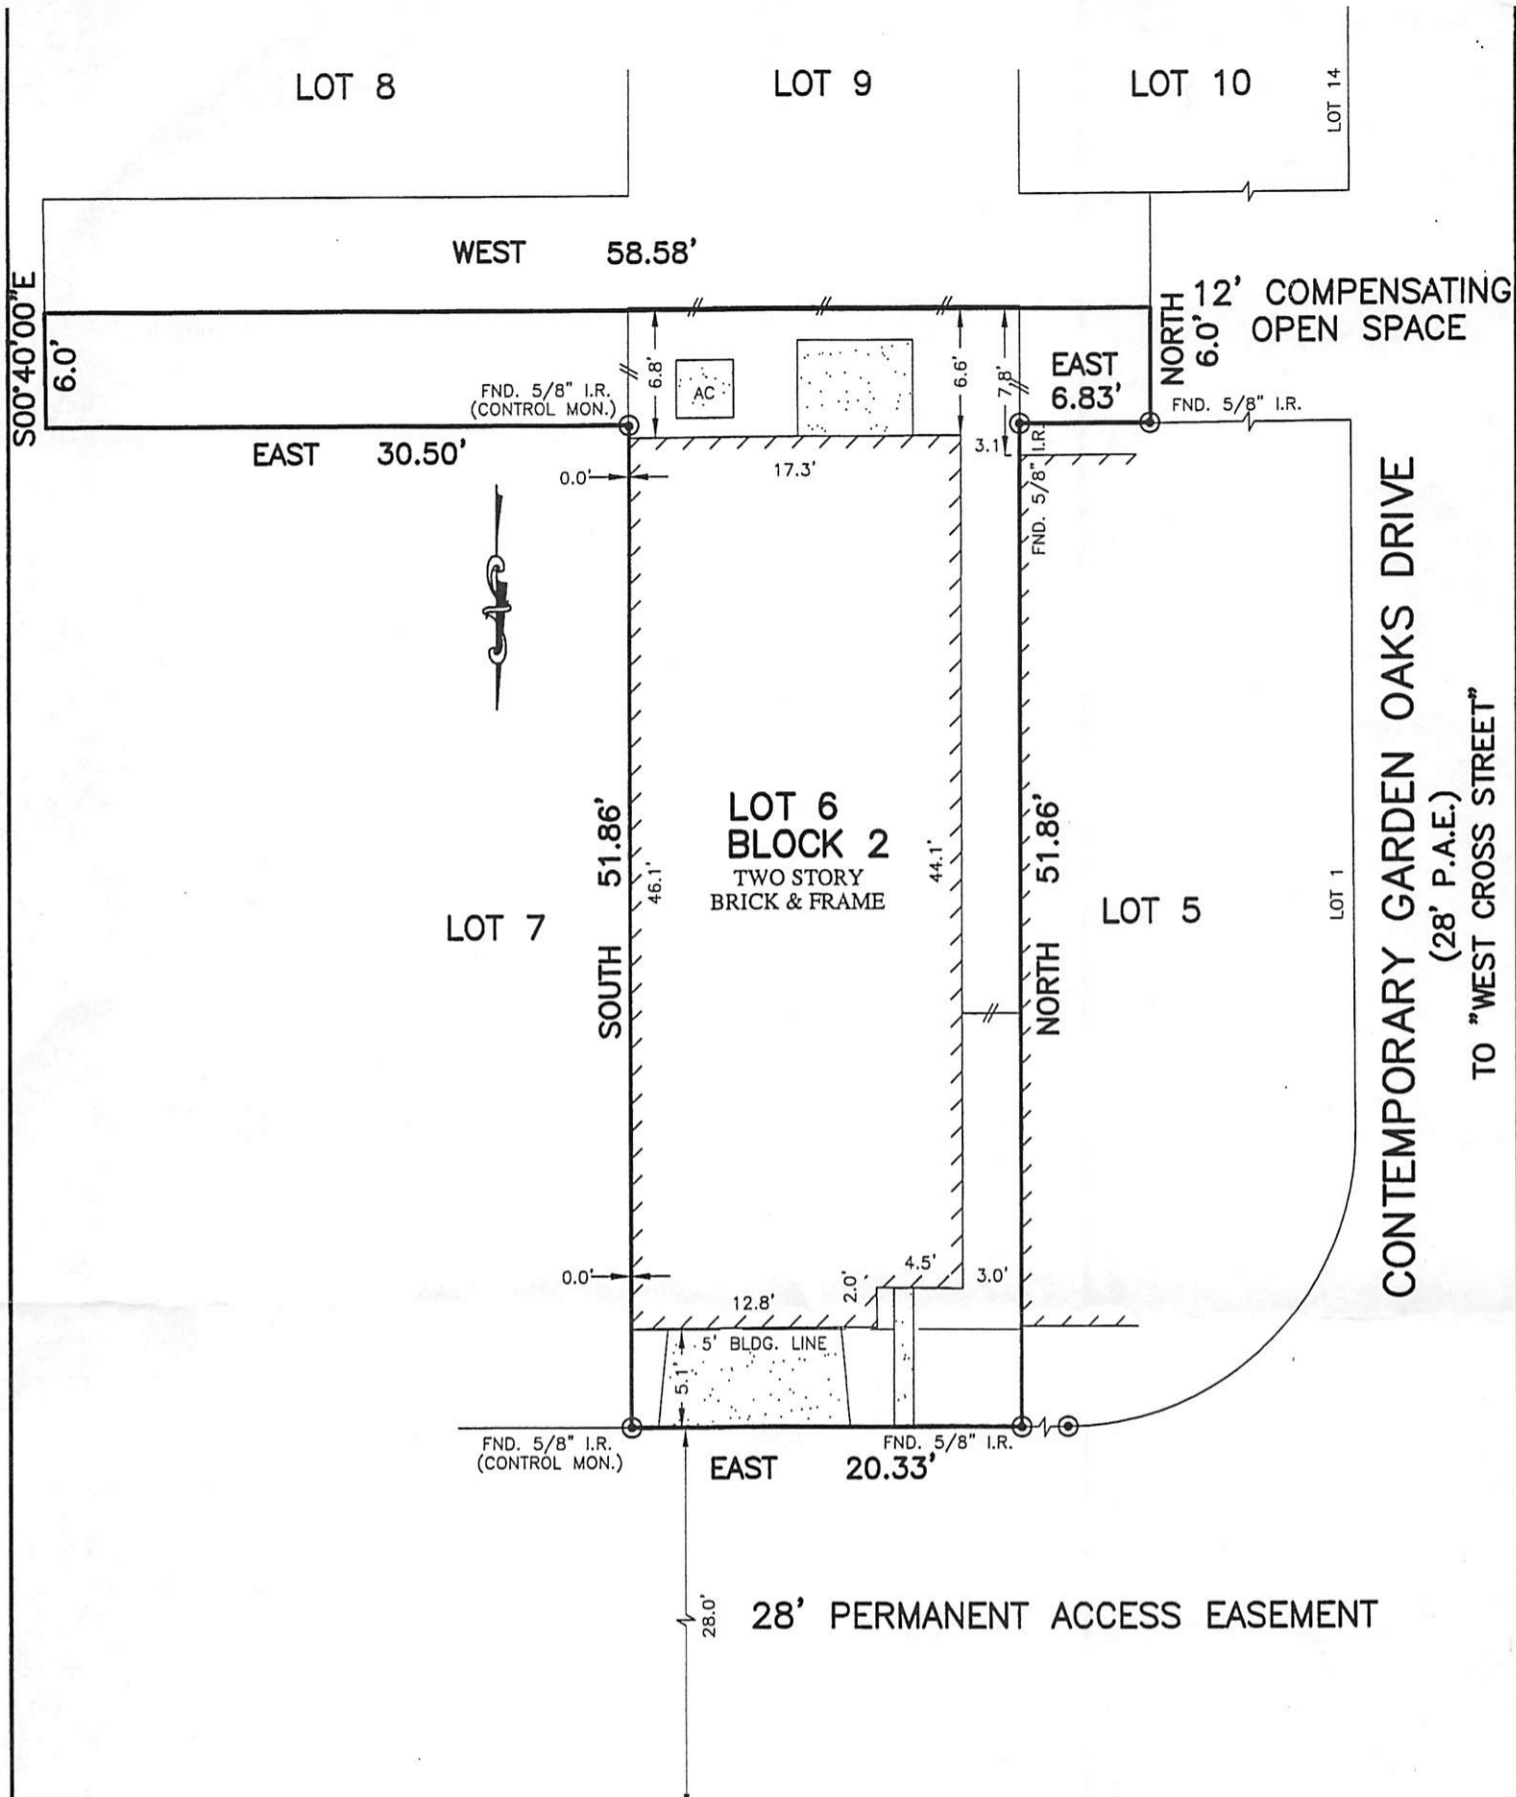 LOT 8
LOT 9
LOT 10
LOT 14
WEST 58.58'
S00°40'00"E
6.0'
12' COMPENSATING
OPEN SPACE
NORTH
6.0'
EAST
6.83'
FND. 5/8" I.R.
FND. 5/8" I.R.
(CONTROL MON.)
EAST 30.50'
6.8'
AC
6.6'
7.8'
3.1'
FND. 5/8" I.R.
0.0'
17.3'
LOT 6
BLOCK 2
TWO STORY
BRICK & FRAME
SOUTH 51.86'
46.1'
44.1'
NORTH 51.86'
LOT 7
LOT 5
LOT 1
CONTEMPORARY GARDEN OAKS DRIVE
(28' P.A.E.)
TO "WEST CROSS STREET"
0.0'
12.8'
2.0'
4.5'
3.0'
5' BLDG. LINE
5.1'
FND. 5/8" I.R.
(CONTROL MON.)
FND. 5/8" I.R.
EAST 20.33'
28.0'
28' PERMANENT ACCESS EASEMENT